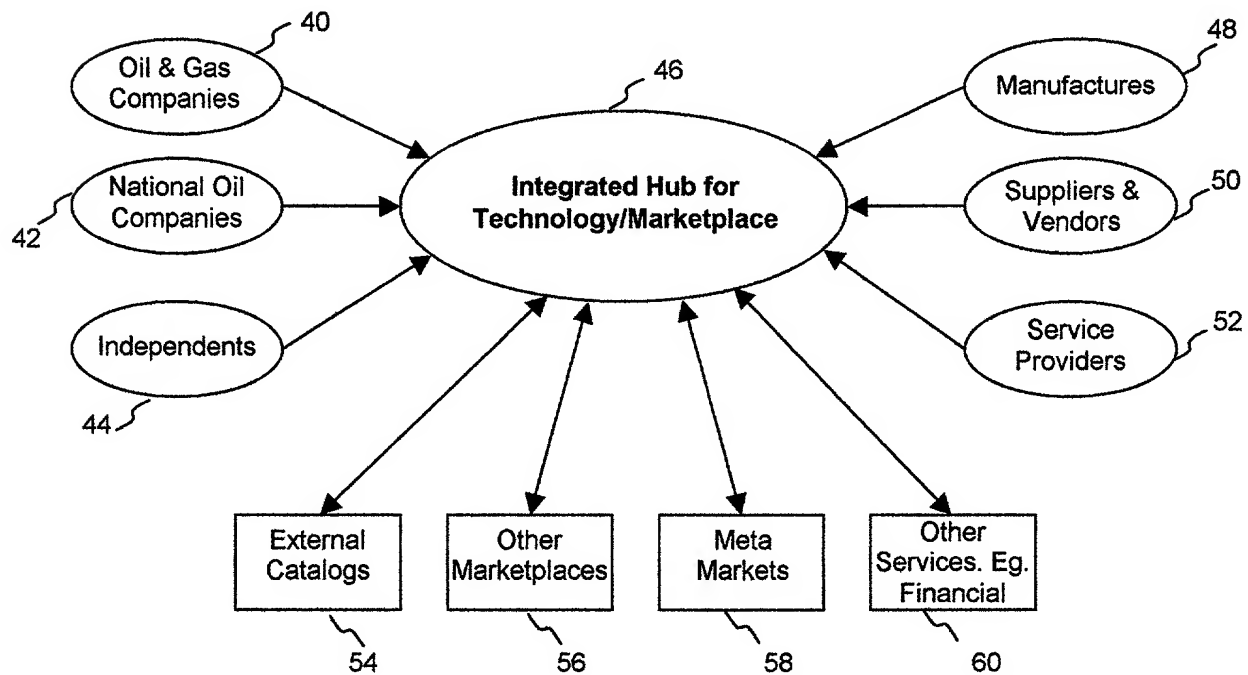 40
Oil & Gas
Companies
42
National Oil
Companies
Independents
44
46
Integrated Hub for
Technology/Marketplace
48
Manufactures
Suppliers &
Vendors
50
Service
Providers
52
External
Catalogs
54
Other
Marketplaces
56
Meta
Markets
58
Other
Services. Eg.
Financial
60